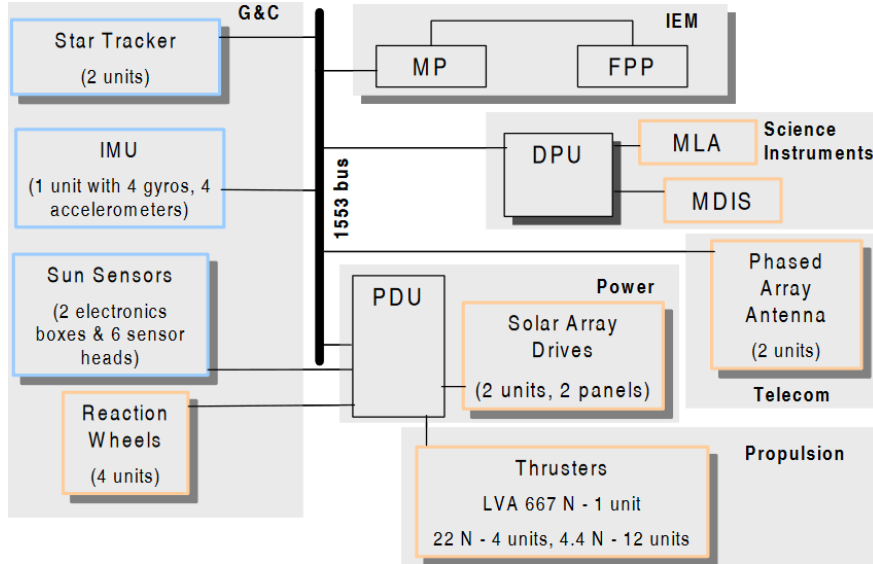 G&C
Star Tracker
(2 units)
IMU
(1 unit with 4 gyros, 4
accelerometers)
Sun Sensors
(2 electronics
boxes & 6 sensor
heads)
Reaction
Wheels
(4 units)
1553 bus
IEM
MP
FPP
DPU
MLA
MDIS
Science
Instruments
Phased
Array
Antenna
(2 units)
Telecom
Power
PDU
Solar Array
Drives
(2 units, 2 panels)
Propulsion
Thrusters
LVA 667 N - 1 unit
22 N - 4 units, 4.4 N - 12 units